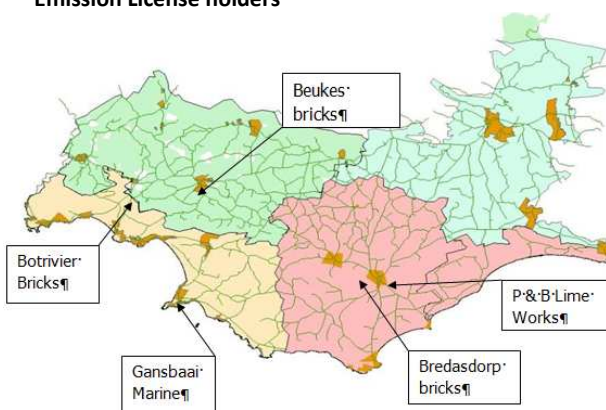 Emission License holders
Beukes·
bricks¶
Botrivier·
Bricks¶
P·&·B·Lime·
Works¶
Gansbaai·
Marine¶
Bredasdorp·
bricks¶